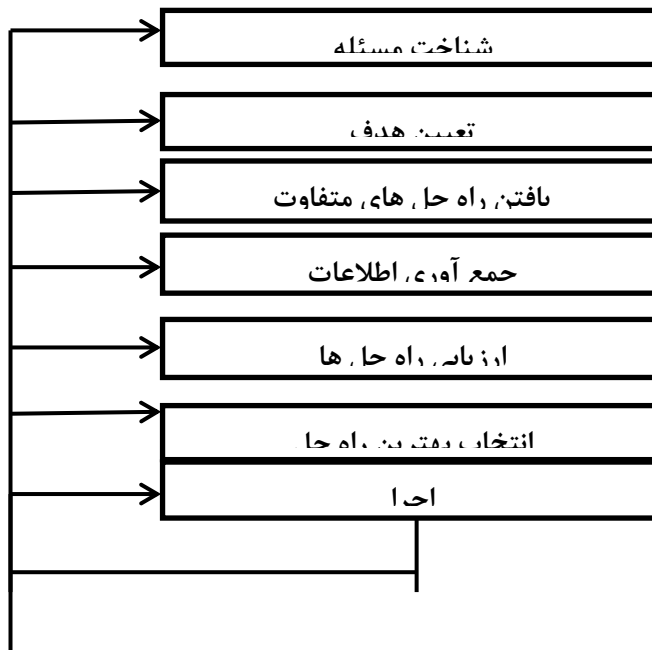 شناخت مسئله
تعیین هدف
یافتن راه حل های متفاوت
جمع آوری اطلاعات
ارزیابی راه حل ها
انتخاب بهترین راه حل
اجرا